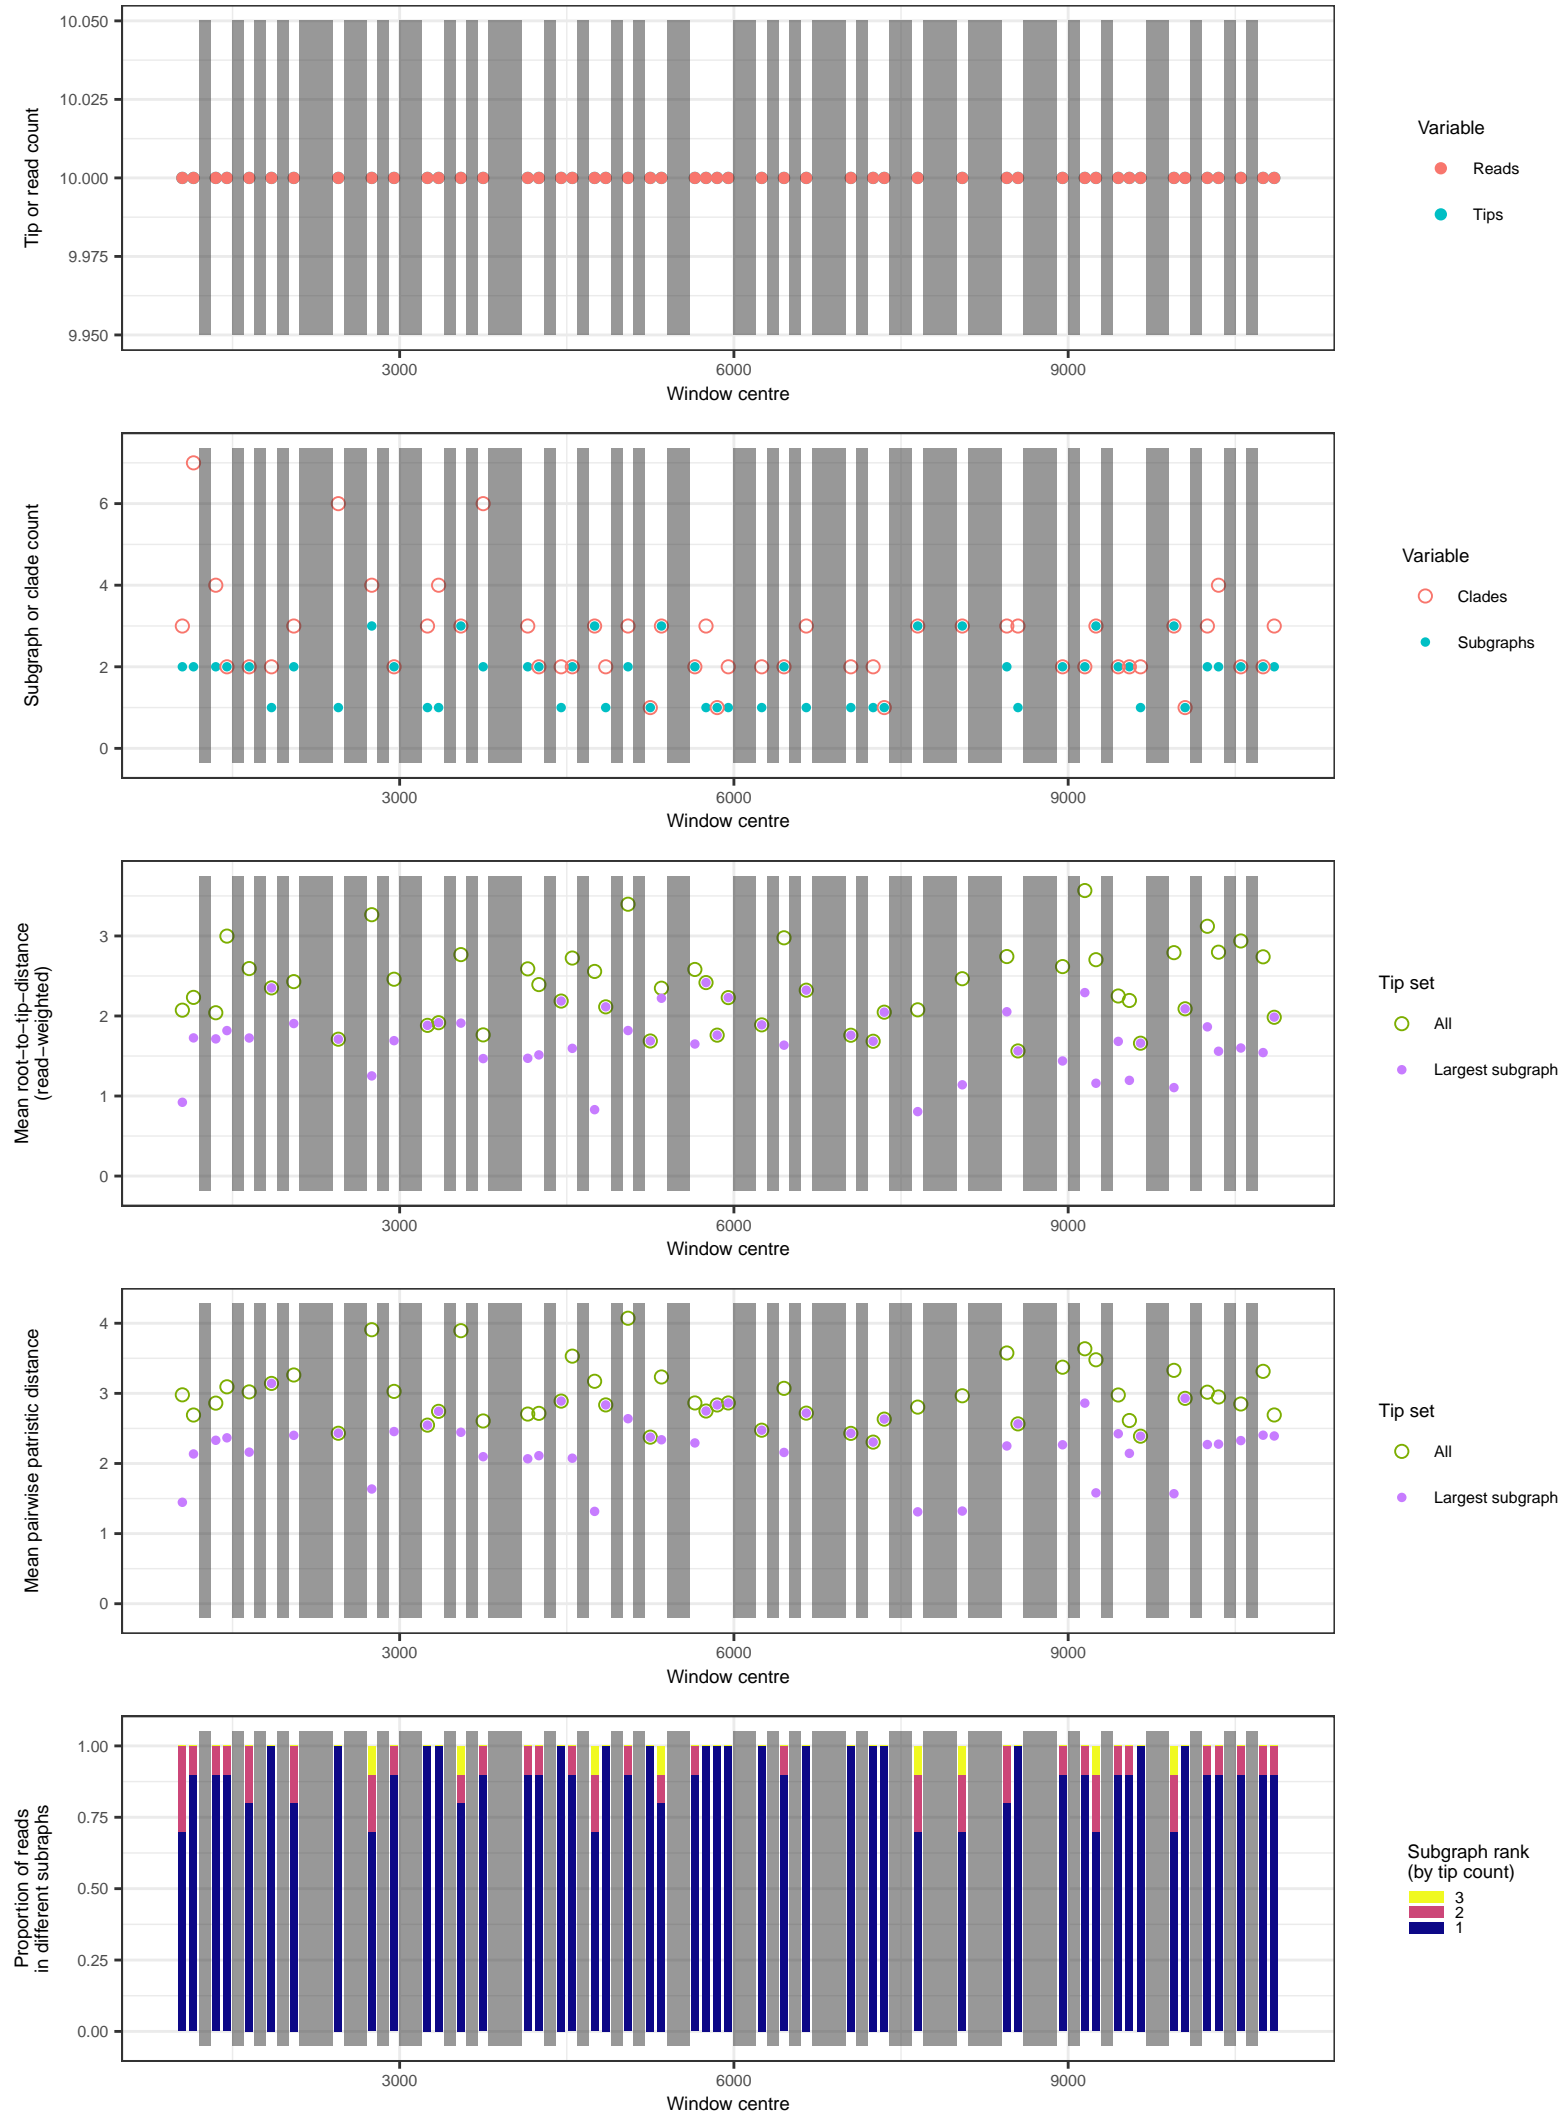 10.050
10.025
10.000
9.975
9.950
Tip or read count
3000
6000
9000
Window centre
Variable
Reads
Tips
6
4
2
0
Subgraph or clade count
3000
6000
9000
Window centre
Variable
Clades
Subgraphs
3
2
1
0
Mean root−to−tip−distance
(read−weighted)
3000
6000
9000
Window centre
Tip set
All
Largest subgraph
4
3
2
1
0
Mean pairwise patristic distance
3000
6000
9000
Window centre
Tip set
All
Largest subgraph
1.00
0.75
0.50
0.25
0.00
Proportion of reads
in different subraphs
3000
6000
9000
Window centre
Subgraph rank
(by tip count)
3
2
1